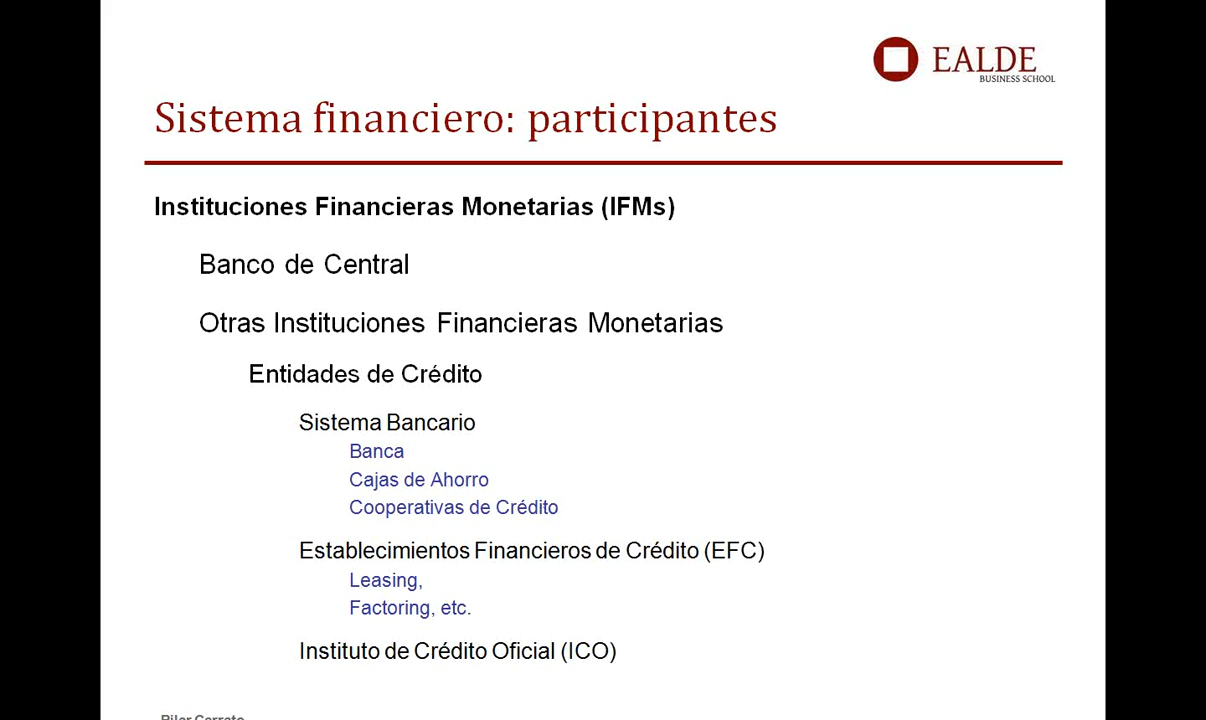 EALDE
BUSINESS SCHOOL
Sistema financiero: participantes
Instituciones Financieras Monetarias (IFMs)
Banco de Central
Otras Instituciones Financieras Monetarias
Entidades de Crédito
Sistema Bancario
Banca
Cajas de Ahorro
Cooperativas de Crédito
Establecimientos Financieros de Crédito (EFC)
Leasing,
Factoring, etc.
Instituto de Crédito Oficial (ICO)